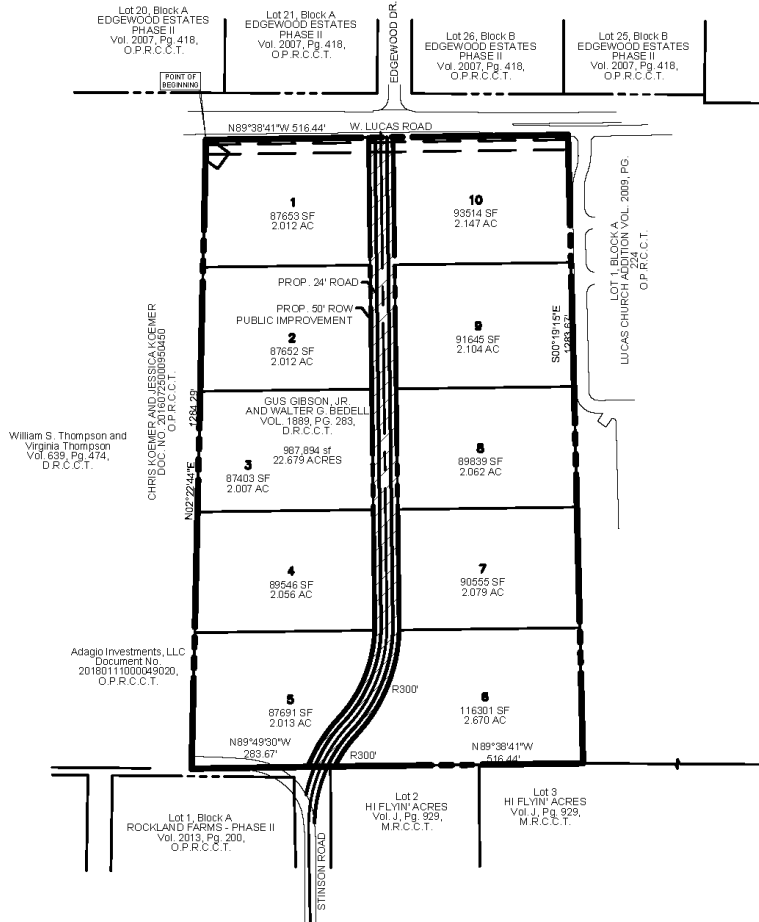 Lot 20, Block A
EDGEWOOD ESTATES
PHASE II
Vol. 2007, Pg. 418,
O.P.R.C.C.T.
Lot 21, Block A
EDGEWOOD ESTATES
PHASE II
Vol. 2007, Pg. 418,
O.P.R.C.C.T.
EDGEWOOD DR.
Lot 26, Block B
EDGEWOOD ESTATES
PHASE II
Vol. 2007, Pg. 418,
O.P.R.C.C.T.
Lot 25, Block B
EDGEWOOD ESTATES
PHASE II
Vol. 2007, Pg. 418,
O.P.R.C.C.T.
POINT OF
BEGINNING
N89°38'41"W 516.44'
W. LUCAS ROAD
1
87653 SF
2.012 AC
10
93514 SF
2.147 AC
LOT 1, BLOCK A
LUCAS CHURCH ADDITION VOL. 2009, PG.
224
O.P.R.C.C.T.
PROP. 24' ROAD
PROP. 50' ROW
PUBLIC IMPROVEMENT
2
87652 SF
2.012 AC
9
91645 SF
2.104 AC
S00°19'15"E
1283.67'
CHRIS KOEMER AND JESSICA KOEMER
DOC. NO. 20160725000950450
O.P.R.C.C.T.
N02°22'44"E
1284.29'
GUS GIBSON, JR.
AND WALTER G. BEDELL
VOL. 1889, PG. 283,
D.R.C.C.T.
987,894 sf
22.679 ACRES
William S. Thompson and
Virginia Thompson
Vol. 639, Pg. 474,
D.R.C.C.T.
3
87403 SF
2.007 AC
8
89839 SF
2.062 AC
4
89546 SF
2.056 AC
7
90555 SF
2.079 AC
Adagio Investments, LLC
Document No.
20180111000049020,
O.P.R.C.C.T.
5
87691 SF
2.013 AC
R300'
6
116301 SF
2.670 AC
N89°49'30"W
283.67'
R300'
N89°38'41"W
516.44'
Lot 1, Block A
ROCKLAND FARMS - PHASE II
Vol. 2013, Pg. 200,
O.P.R.C.C.T.
STINSON ROAD
Lot 2
HI FLYIN' ACRES
Vol. J, Pg. 929,
M.R.C.C.T.
Lot 3
HI FLYIN' ACRES
Vol. J, Pg. 929,
M.R.C.C.T.